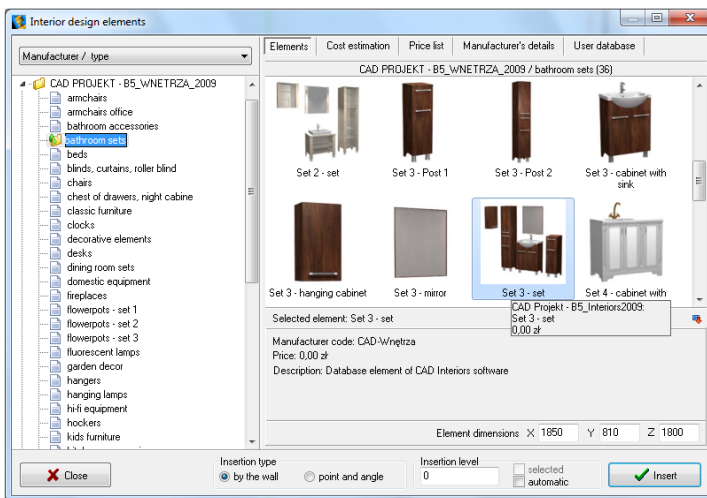 Interior design elements
Manufacturer / type
CAD PROJEKT - B5_WNETRZA_2009
armchairs
armchairs office
bathroom accessories
bathroom sets
beds
blinds, curtains, roller blind
chairs
chest of drawers, night cabine
classic furniture
clocks
decorative elements
desks
dining room sets
domestic equipment
fireplaces
flowerpots - set 1
flowerpots - set 2
flowerpots - set 3
fluorescent lamps
garden decor
hangers
hanging lamps
hi-fi equipment
hockers
kids furniture
Elements Cost estimation Price list Manufacturer's details User database
CAD PROJEKT - B5_WNETRZA_2009 / bathroom sets (36)
Set 2 - set
Set 3 - Post 1
Set 3 - Post 2
Set 3 - cabinet with
sink
Set 3 - hanging cabinet
Set 3 - mirror
Set 3 - set
Set 4 - cabinet with
CAD Projekt - B5_Interiors2009:
Set 3 - set
0,00 zł
Selected element: Set 3 - set
Manufacturer code: CAD-Wnętrza
Price: 0,00 zł
Description: Database element of CAD Interiors software
Element dimensions X 1850 Y 810 Z 1800
Close
Insertion type
by the wall point and angle
Insertion level
0
selected
automatic
Insert